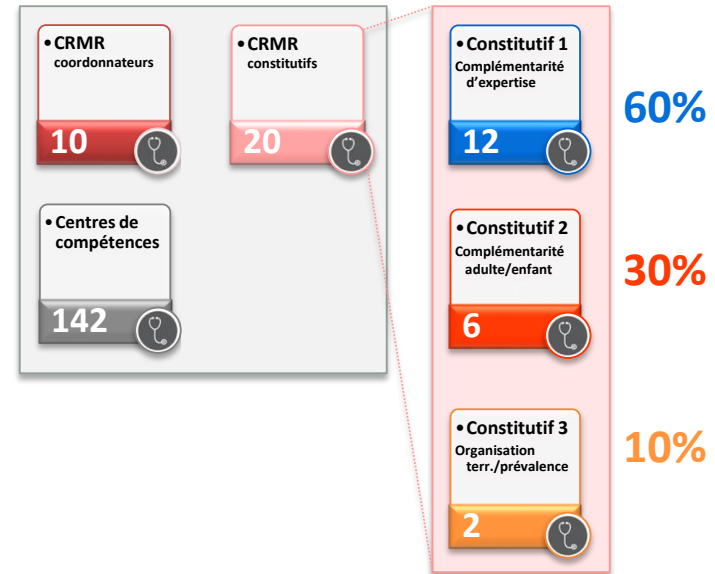 •CRMR
coordonnateurs
10
•CRMR
constitutifs
20
•Centres de
compétences
142
•Constitutif 1
Complémentarité
d'expertise
12
60%
•Constitutif 2
Complémentarité
adulte/enfant
6
30%
•Constitutif 3
Organisation
terr./prévalence
2
10%